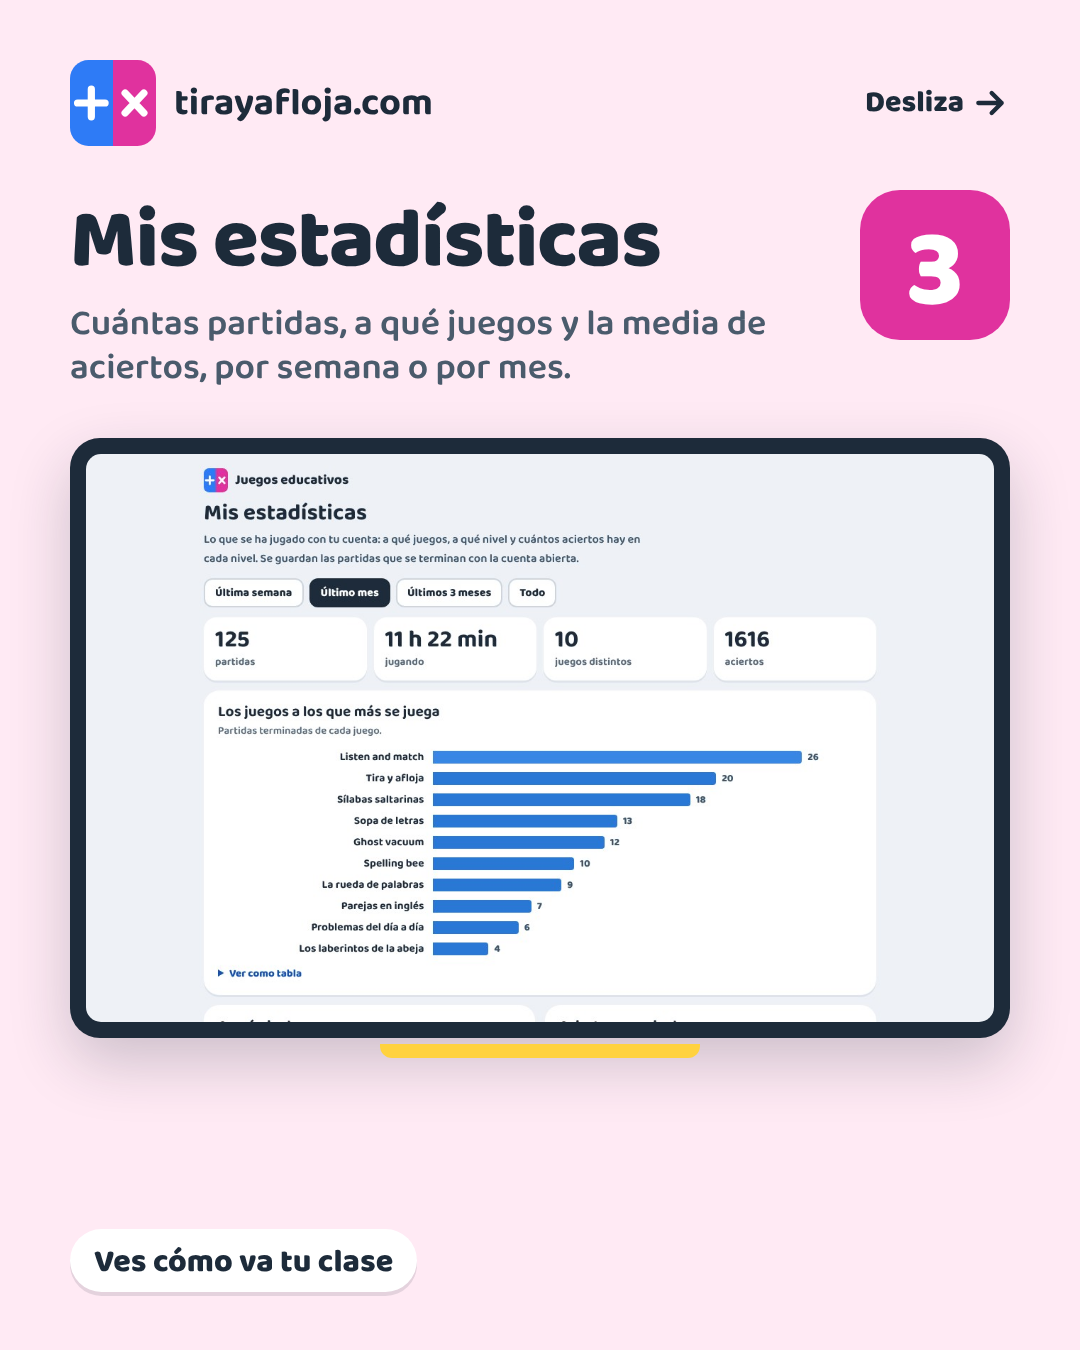 tirayafloja.com
Desliza →
Mis estadísticas
3
Cuántas partidas, a qué juegos y la media de
aciertos, por semana o por mes.
Juegos educativos
Mis estadísticas
Lo que se ha jugado con tu cuenta: a qué juegos, a qué nivel y cuántos aciertos hay en
cada nivel. Se guardan las partidas que se terminan con la cuenta abierta.
Última semana
Último mes
Últimos 3 meses
Todo
125
partidas
11 h 22 min
jugando
10
juegos distintos
1616
aciertos
Los juegos a los que más se juega
Partidas terminadas de cada juego.
Listen and match 26
Tira y afloja 20
Sílabas saltarinas 18
Sopa de letras 13
Ghost vacuum 12
Spelling bee 10
La rueda de palabras 9
Parejas en inglés 7
Problemas del día a día 6
Los laberintos de la abeja 4
▶ Ver como tabla
Ves cómo va tu clase